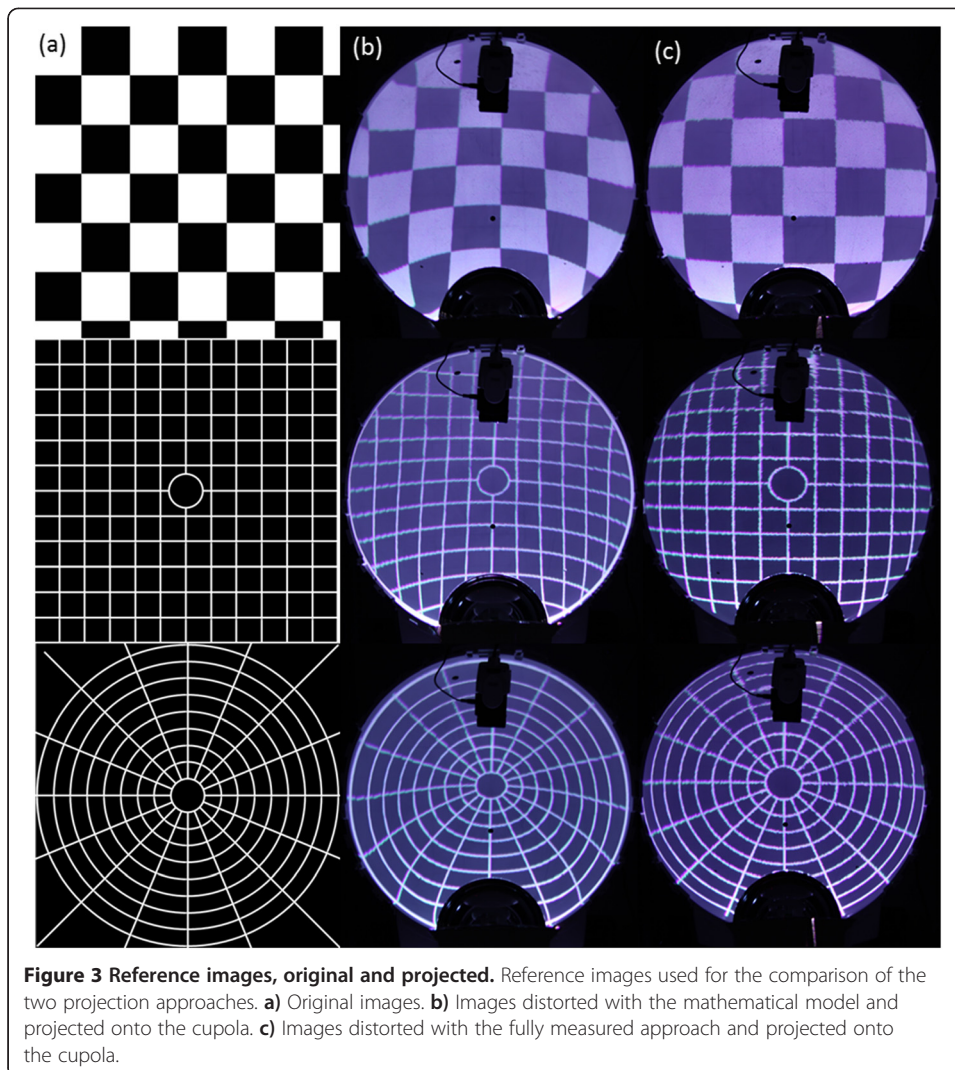 (a)
(b)
(c)
Figure 3 Reference images, original and projected. Reference images used for the comparison of the
two projection approaches. a) Original images. b) Images distorted with the mathematical model and
projected onto the cupola. c) Images distorted with the fully measured approach and projected onto
the cupola.